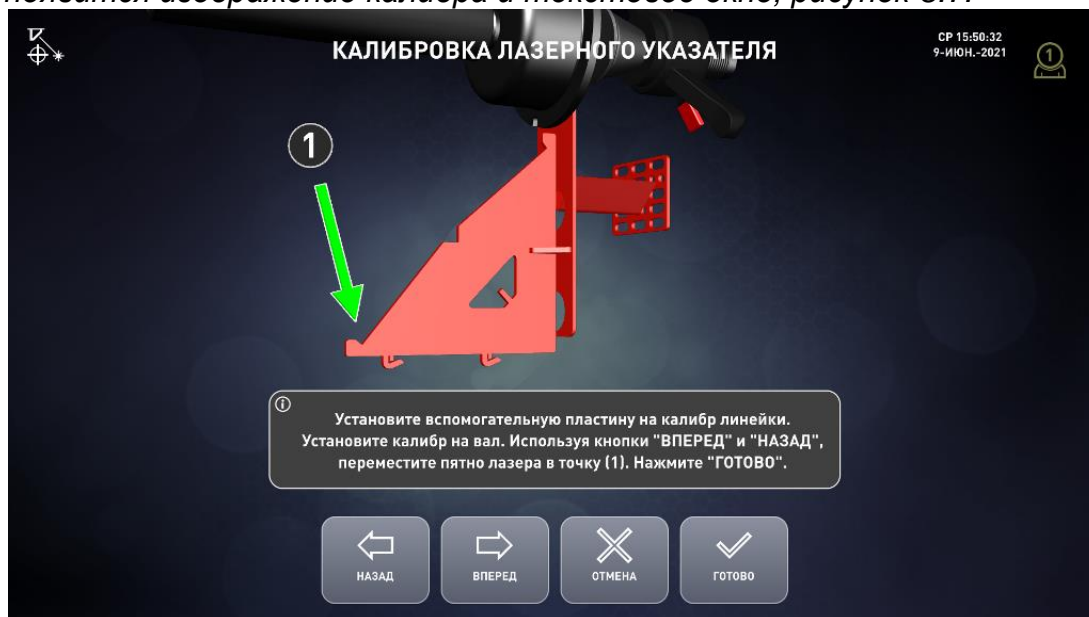 КАЛИБРОВКА ЛАЗЕРНОГО УКАЗАТЕЛЯ
СР 15:50:32
9-ИЮН.-2021
1
1
Установите вспомогательную пластину на калибр линейки.
Установите калибр на вал. Используя кнопки "ВПЕРЕД" и "НАЗАД",
переместите пятно лазера в точку (1). Нажмите "ГОТОВО".
НАЗАД
ВПЕРЕД
ОТМЕНА
ГОТОВО